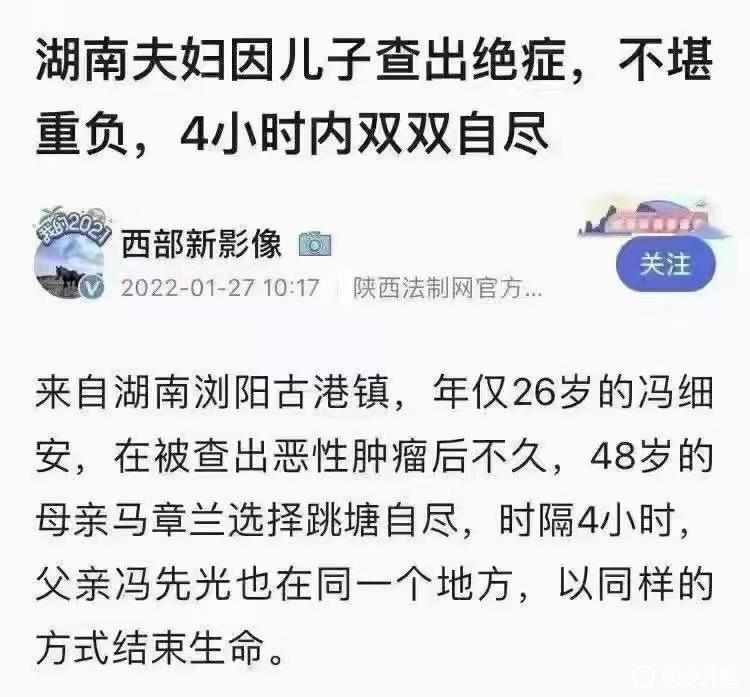 湖南夫妇因儿子查出绝症，不堪
重负，4小时内双双自尽
我的2021
西部新影像
2022-01-27 10:17
陕西法制网官方...
关注
来自湖南浏阳古港镇，年仅26岁的冯细
安，在被查出恶性肿瘤后不久，48岁的
母亲马章兰选择跳塘自尽，时隔4小时，
父亲冯先光也在同一个地方，以同样的
方式结束生命。